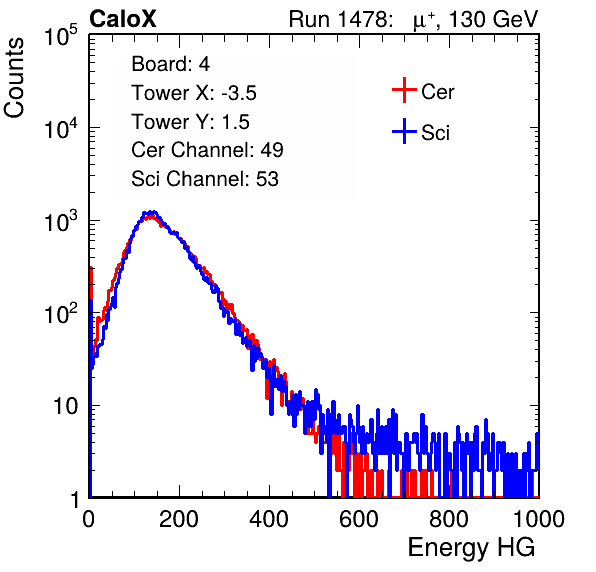 CaloX Run 1478: μ⁺, 130 GeV
Board: 4
Tower X: -3.5
Tower Y: 1.5
Cer Channel: 49
Sci Channel: 53
Cer
Sci
Counts
10⁵
10⁴
10³
10²
10
1
0 200 400 600 800 1000
Energy HG